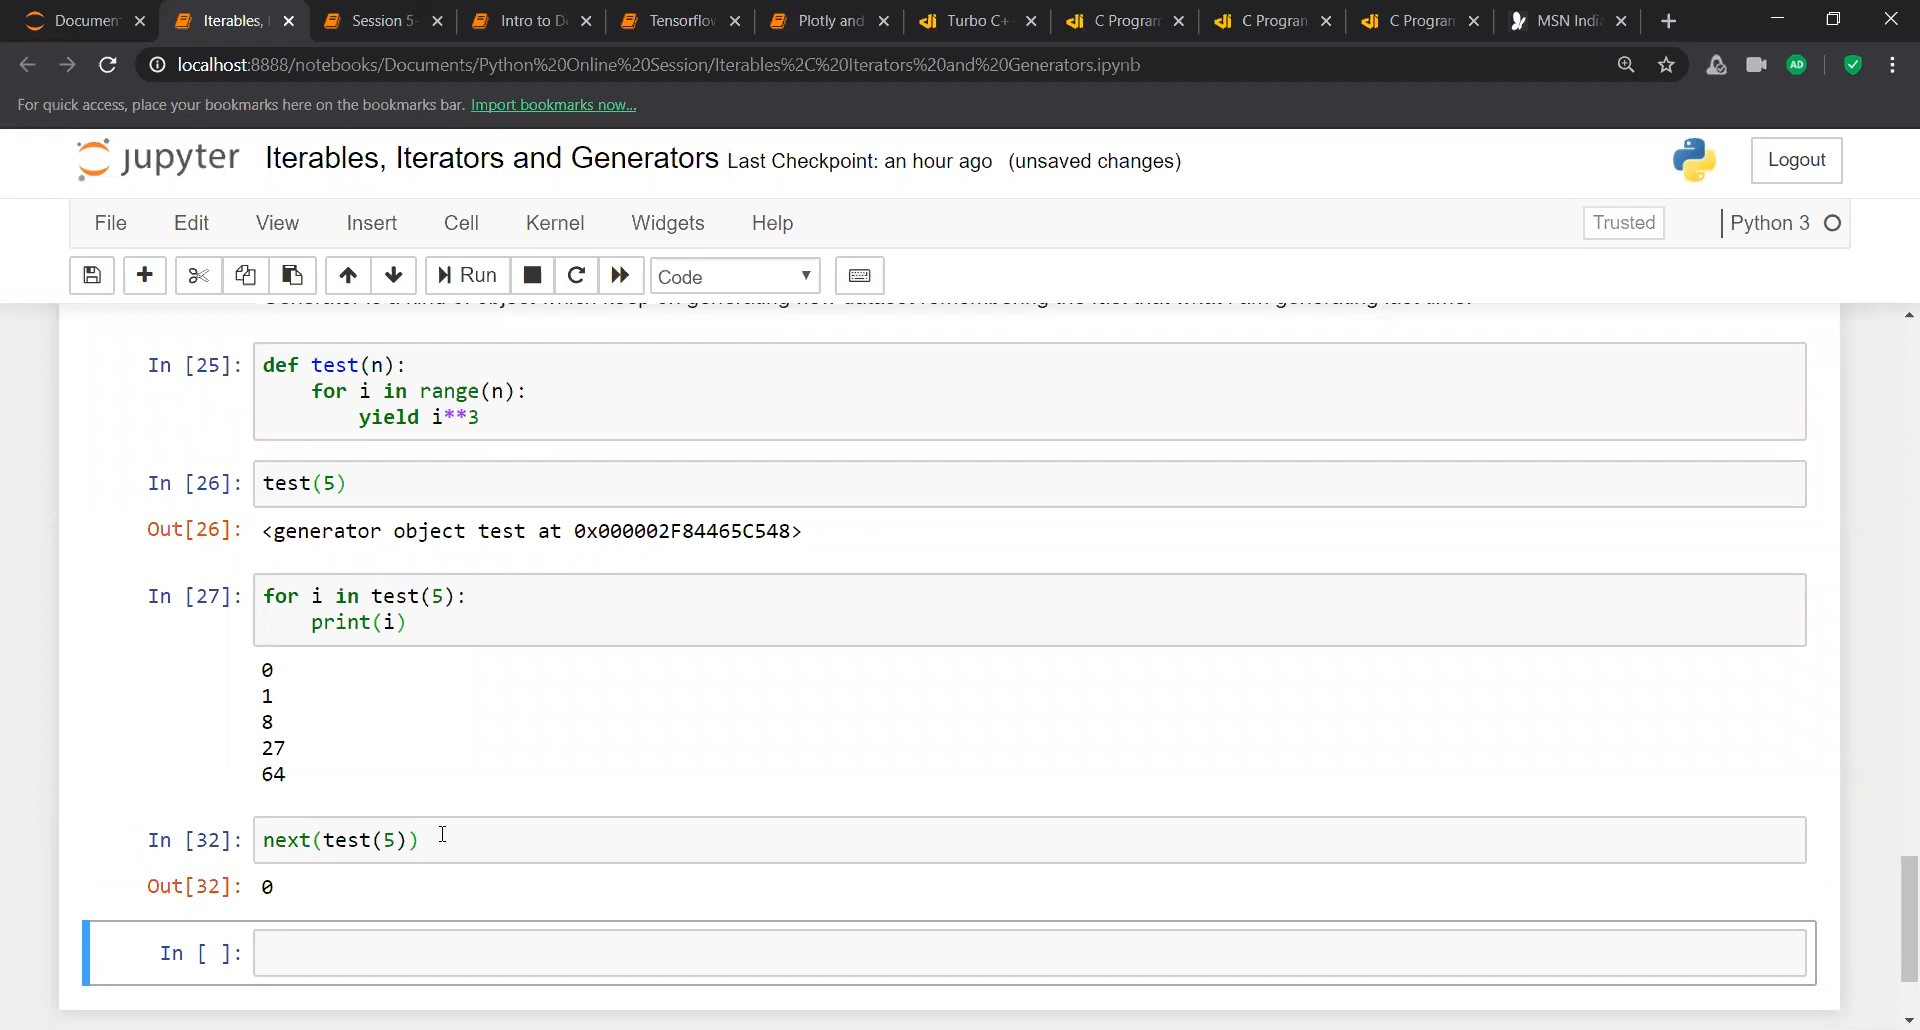 Documen
Iterables,
Session 5-
Intro to D
Tensorflow
Plotly and
Turbo C+
C Program
C Program
C Program
MSN Indi
localhost:8888/notebooks/Documents/Python%20Online%20Session/Iterables%2C%20Iterators%20and%20Generators.ipynb
AD
For quick access, place your bookmarks here on the bookmarks bar. Import bookmarks now...
jupyter Iterables, Iterators and Generators Last Checkpoint: an hour ago (unsaved changes)
Logout
File Edit View Insert Cell Kernel Widgets Help
Trusted
Python 3
Run
Code
In [25]: def test(n):
for i in range(n):
yield i**3
In [26]: test(5)
Out[26]: <generator object test at 0x000002F84465C548>
In [27]: for i in test(5):
print(i)
0
1
8
27
64
In [32]: next(test(5))
Out[32]: 0
In [ ]: